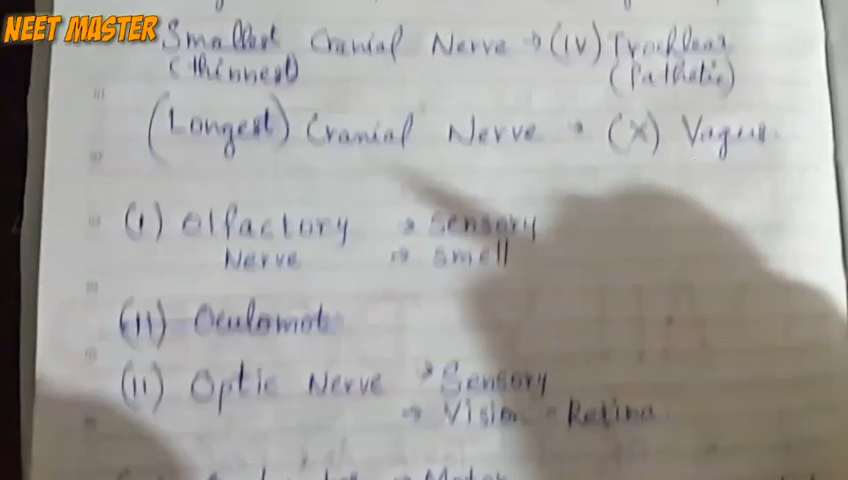 NEET MASTER
Smallest Cranial Nerve → (IV) Trochlear
(thinnest) (Pathetic)
(Longest) Cranial Nerve → (X) Vagus
(I) Olfactory → Sensory
Nerve → Smell
(II) Oculomot
(II) Optic Nerve → Sensory
→ Vision - Retina